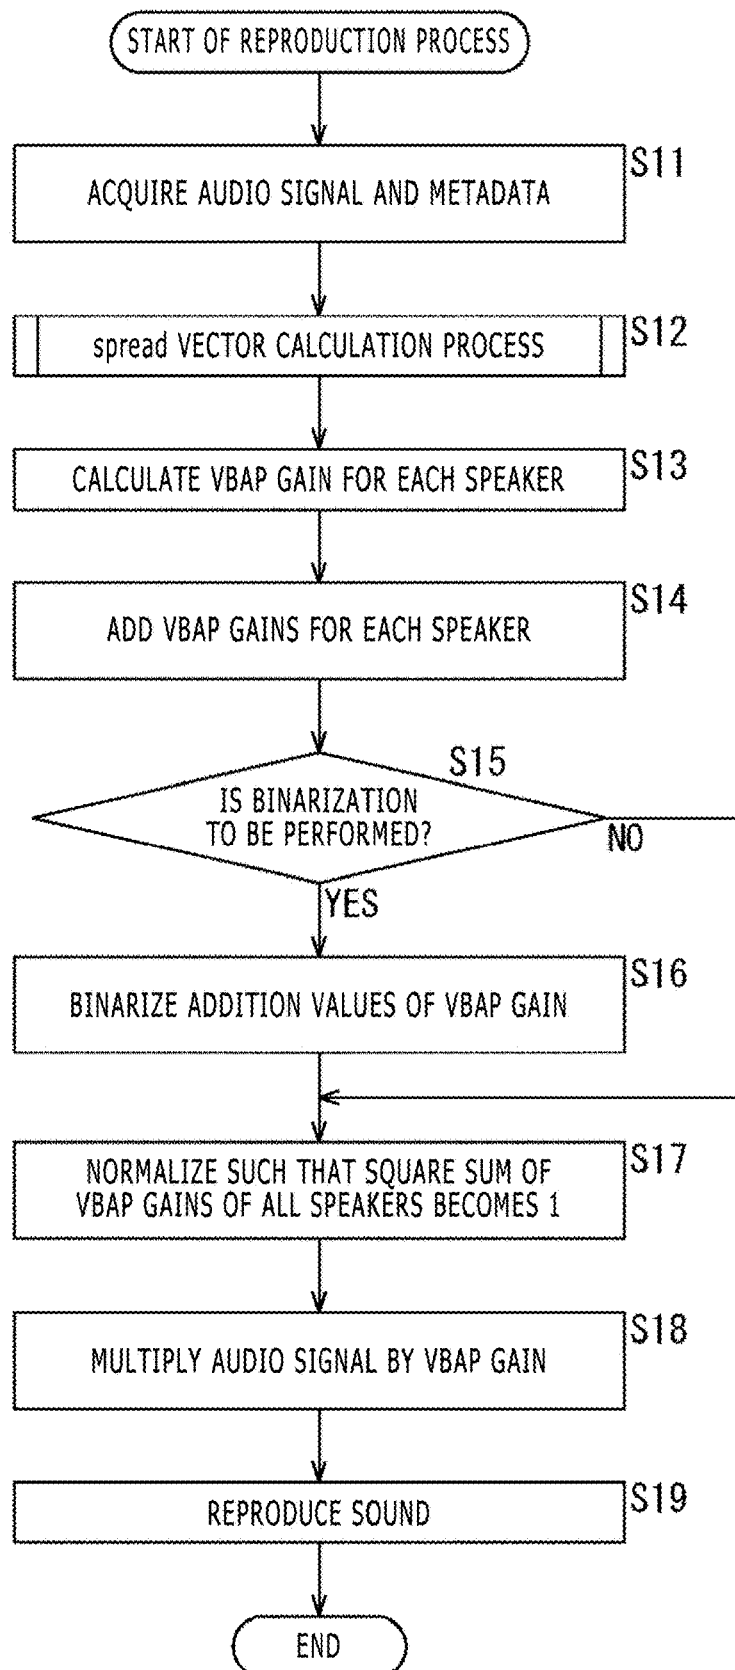 START OF REPRODUCTION PROCESS
S11
ACQUIRE AUDIO SIGNAL AND METADATA
S12
spread VECTOR CALCULATION PROCESS
S13
CALCULATE VBAP GAIN FOR EACH SPEAKER
S14
ADD VBAP GAINS FOR EACH SPEAKER
S15
IS BINARIZATION
TO BE PERFORMED?
NO
YES
S16
BINARIZE ADDITION VALUES OF VBAP GAIN
S17
NORMALIZE SUCH THAT SQUARE SUM OF
VBAP GAINS OF ALL SPEAKERS BECOMES 1
S18
MULTIPLY AUDIO SIGNAL BY VBAP GAIN
S19
REPRODUCE SOUND
END